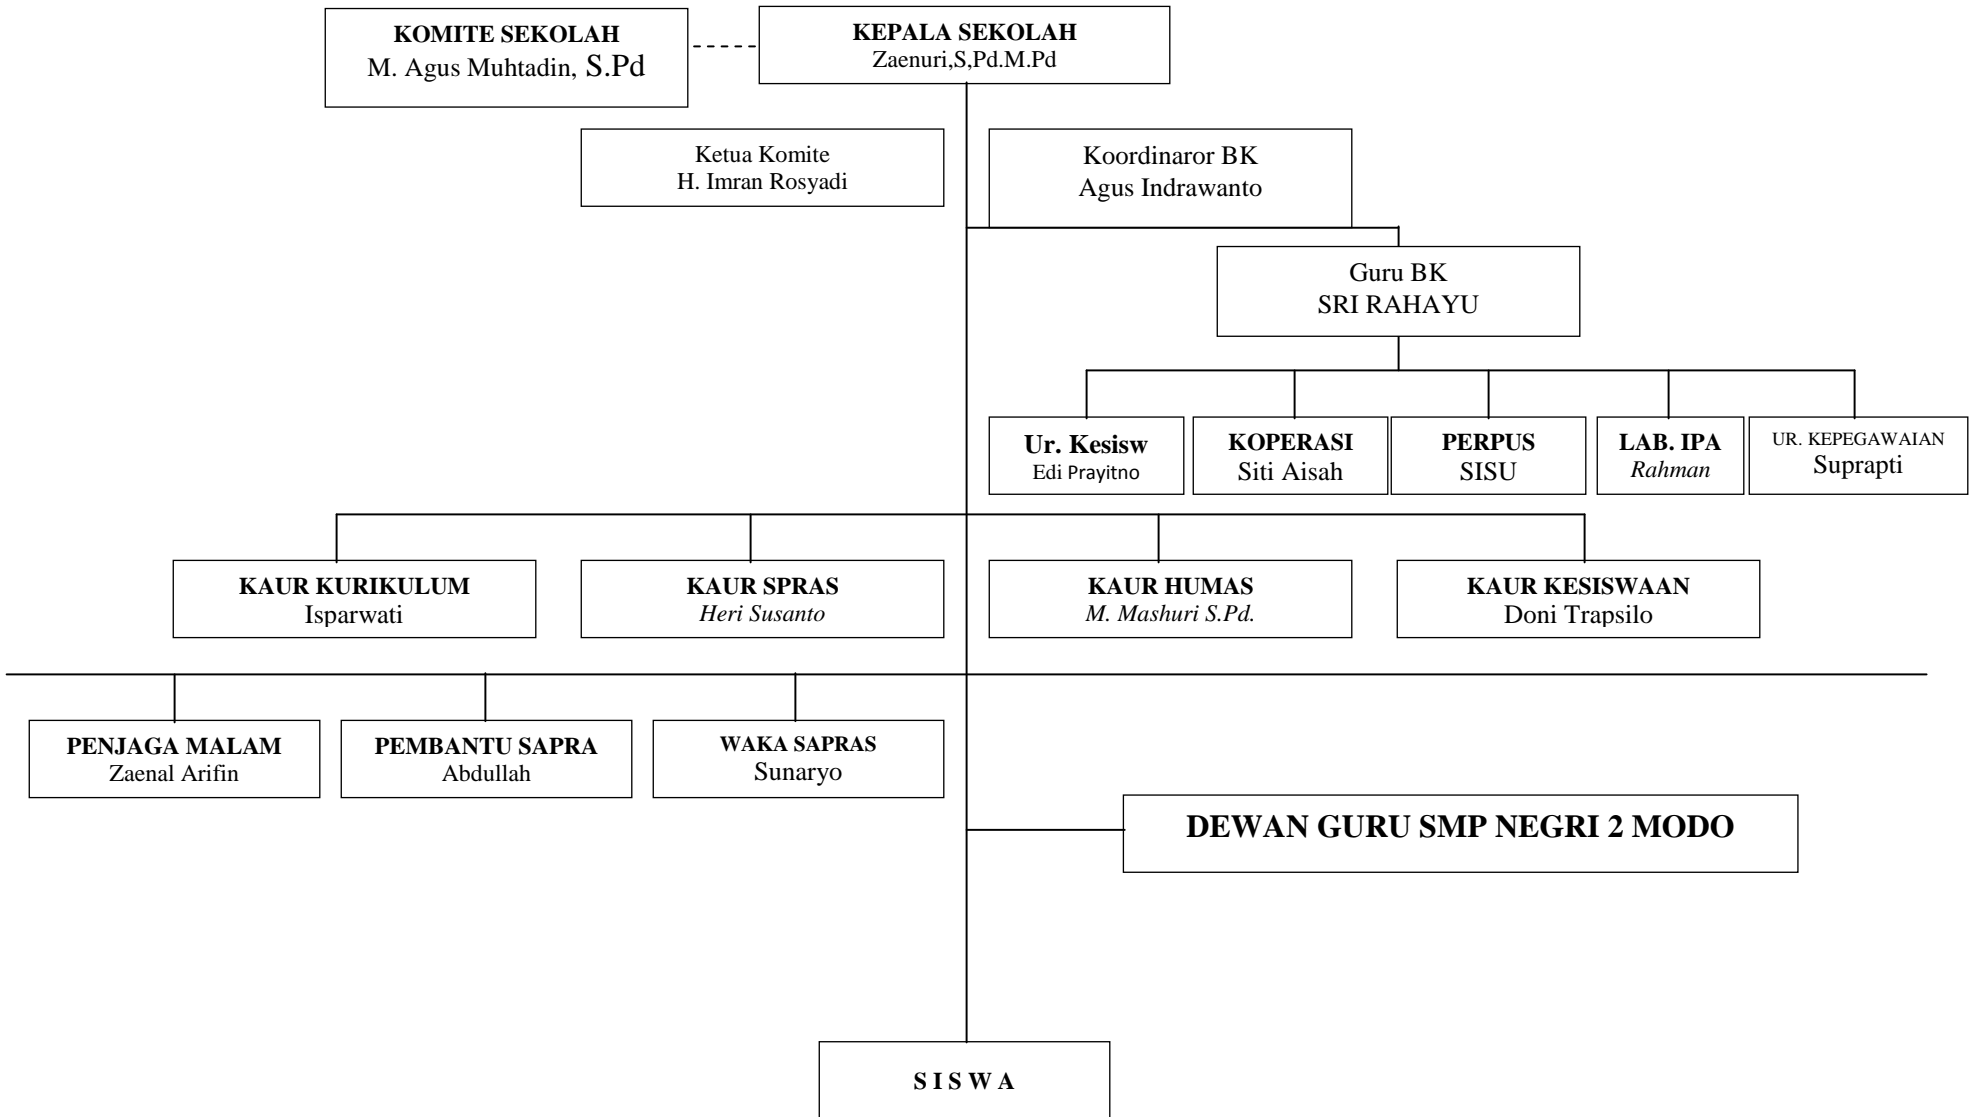 KOMITE SEKOLAH
M. Agus Muhtadin, S.Pd
KEPALA SEKOLAH
Zaenuri,S,Pd.M.Pd
Ketua Komite
H. Imran Rosyadi
Koordinaror BK
Agus Indrawanto
Guru BK
SRI RAHAYU
Ur. Kesisw
Edi Prayitno
KOPERASI
Siti Aisah
PERPUS
SISU
LAB. IPA
Rahman
UR. KEPEGAWAIAN
Suprapti
KAUR KURIKULUM
Isparwati
KAUR SPRAS
Heri Susanto
KAUR HUMAS
M. Mashuri S.Pd.
KAUR KESISWAAN
Doni Trapsilo
PENJAGA MALAM
Zaenal Arifin
PEMBANTU SAPRA
Abdullah
WAKA SAPRAS
Sunaryo
DEWAN GURU SMP NEGRI 2 MODO
S I S W A